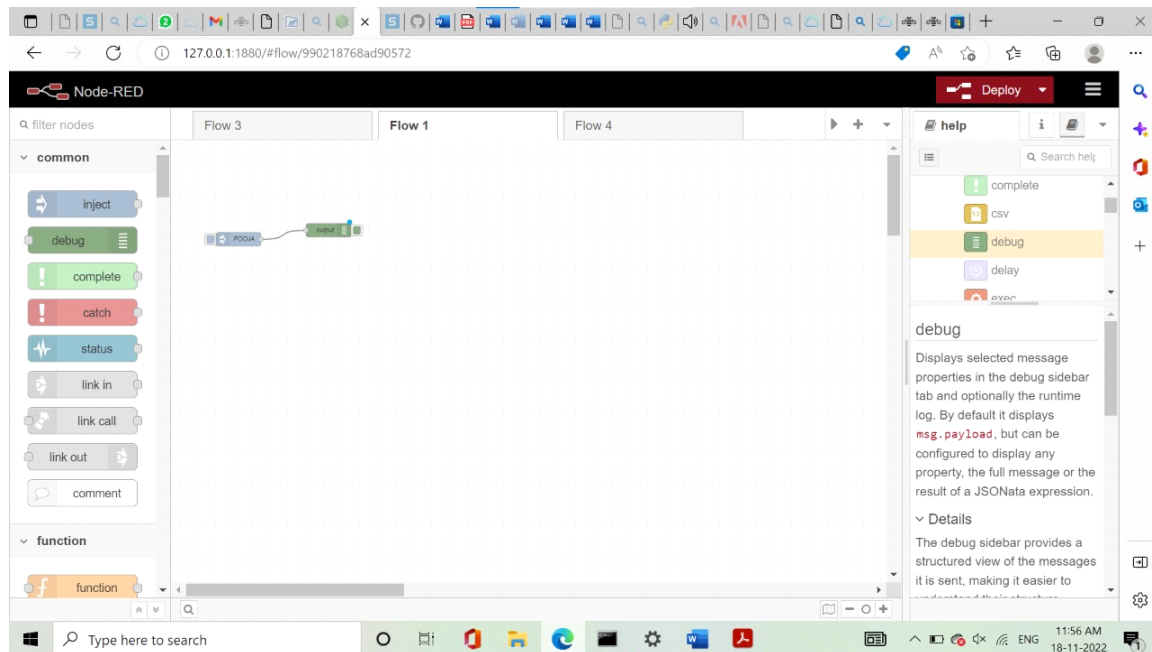 127.0.0.1:1880/#flow/990218768ad90572
Node-RED
Deploy
filter nodes
Flow 3
Flow 1
Flow 4
help
i
Search help
common
inject
debug
complete
catch
status
link in
link call
link out
comment
function
function
POOJA
output
complete
csv
debug
delay
exec
debug
Displays selected message
properties in the debug sidebar
tab and optionally the runtime
log. By default it displays
msg.payload, but can be
configured to display any
property, the full message or the
result of a JSONata expression.
Details
The debug sidebar provides a
structured view of the messages
it is sent, making it easier to
Type here to search
ENG
11:56 AM
18-11-2022
1